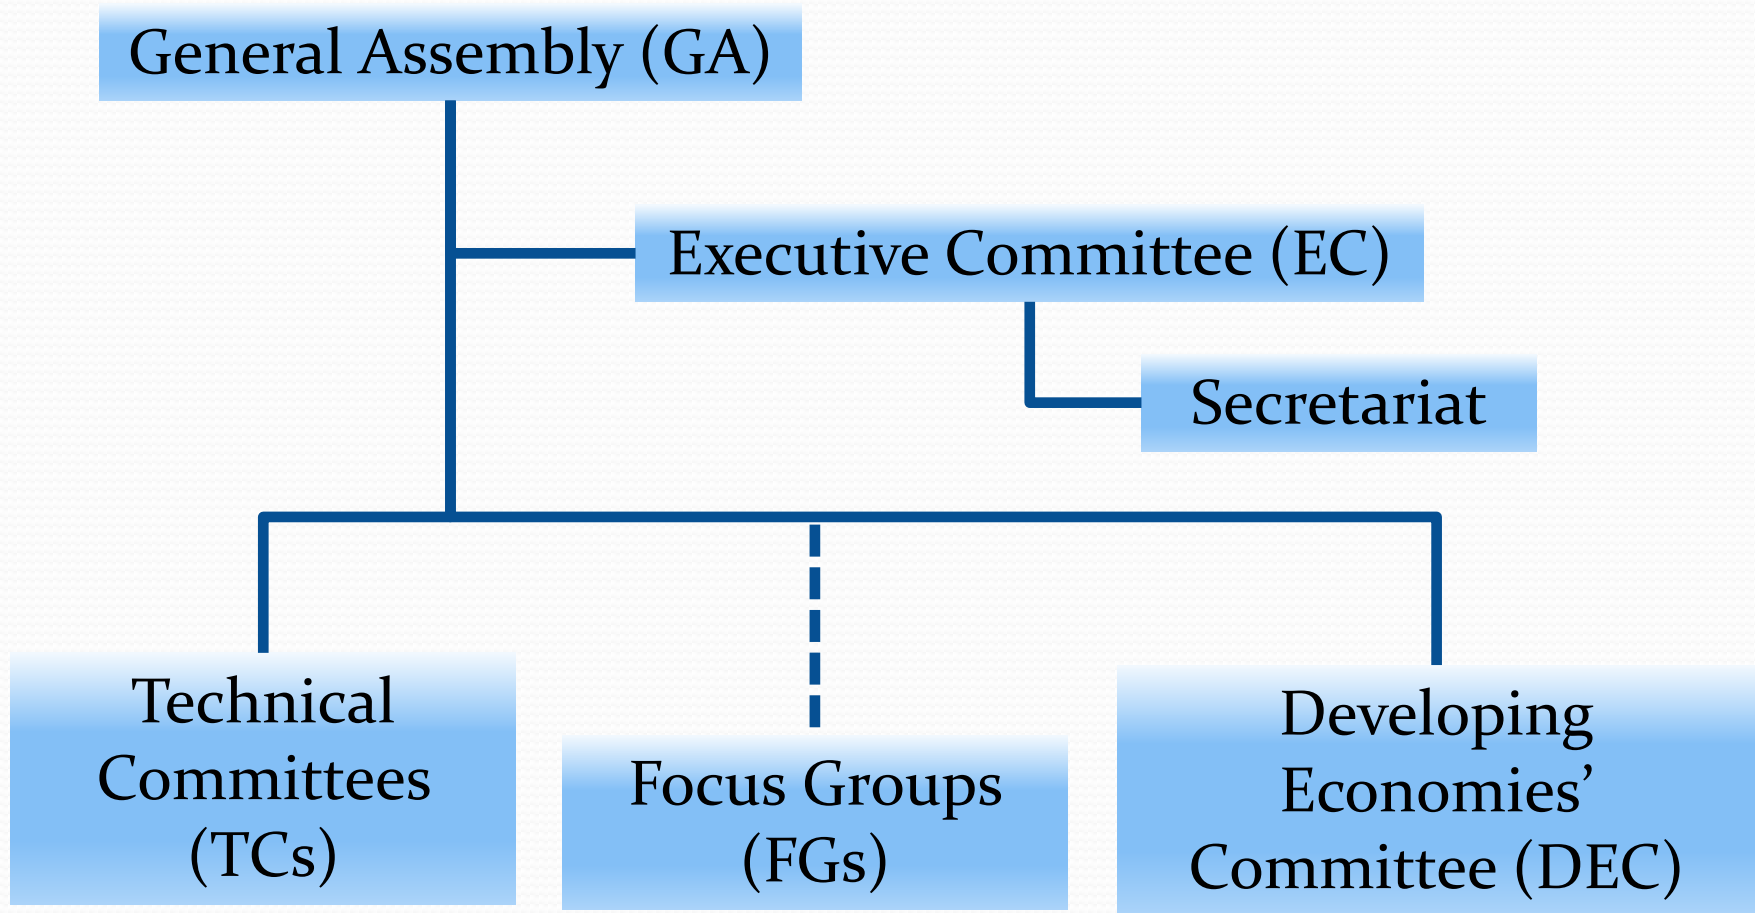 General Assembly (GA)
Executive Committee (EC)
Secretariat
Technical
Committees
(TCs)
Focus Groups
(FGs)
Developing
Economies’
Committee (DEC)